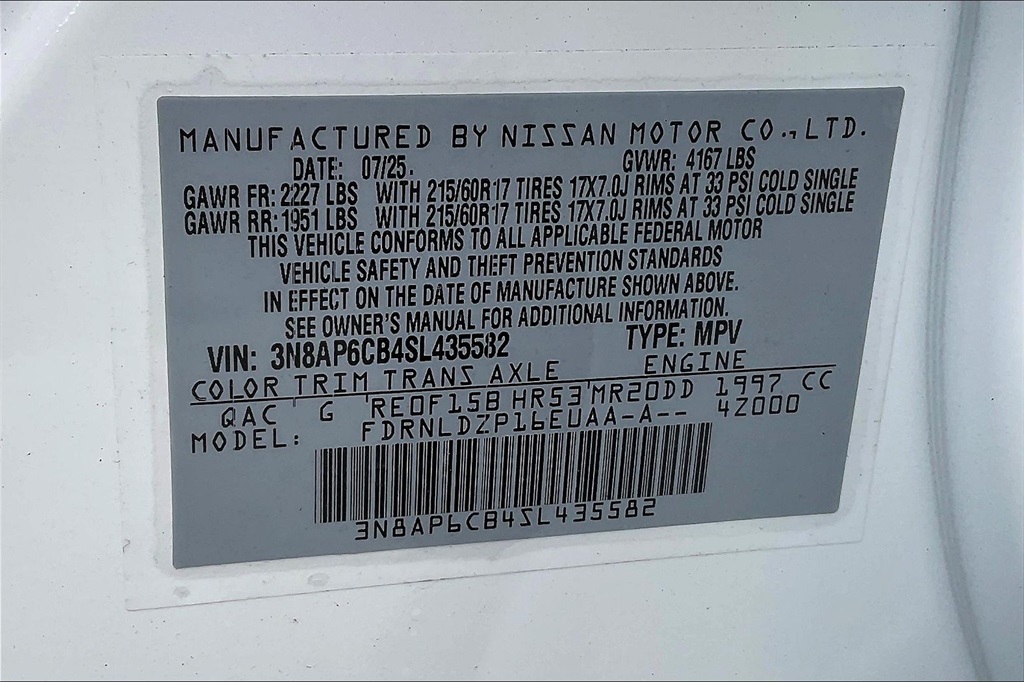 MANUFACTURED BY NISSAN MOTOR CO., LTD.
DATE: 07/25. GVWR: 4167 LBS
GAWR FR: 2227 LBS WITH 215/60R17 TIRES 17X7.0J RIMS AT 33 PSI COLD SINGLE
GAWR RR: 1951 LBS WITH 215/60R17 TIRES 17X7.0J RIMS AT 33 PSI COLD SINGLE
THIS VEHICLE CONFORMS TO ALL APPLICABLE FEDERAL MOTOR
VEHICLE SAFETY AND THEFT PREVENTION STANDARDS
IN EFFECT ON THE DATE OF MANUFACTURE SHOWN ABOVE.
SEE OWNER'S MANUAL FOR ADDITIONAL INFORMATION.
VIN: 3N8AP6CB4SL435582 TYPE: MPV
COLOR TRIM TRANS AXLE ENGINE
QAC G RE0F15B HR53 MR20DD 1997 CC
MODEL: FDRNLDZP16EUAA-A-- 4Z000
3N8AP6CB4SL435582